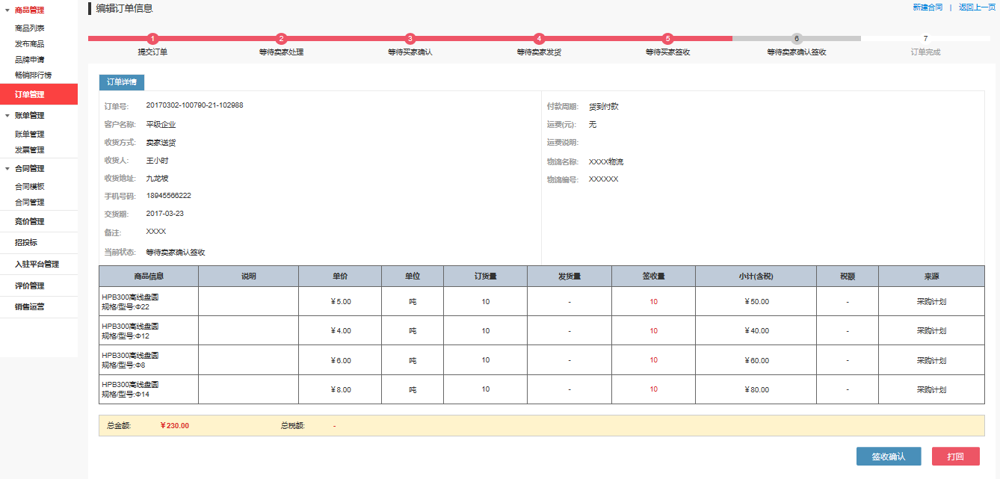 商品管理
商品列表
发布商品
品牌申请
畅销排行榜
订单管理
账单管理
账单管理
发票管理
合同管理
合同模板
合同管理
竞价管理
招投标
入驻平台管理
评价管理
销售运营
编辑订单信息
新建合同 | 返回上一页
1 2 3 4 5 6 7
提交订单 等待卖家处理 等待买家确认 等待卖家发货 等待买家签收 等待卖家确认签收 订单完成
订单详情
订单号: 20170302-100790-21-102988
客户名称: 平级企业
收货方式: 卖家送货
收货人: 王小时
收货地址: 九龙坡
手机号码: 18945566222
交货期: 2017-03-23
备注: XXXX
当前状态: 等待卖家确认签收
付款周期: 货到付款
运费(元): 无
运费说明:
物流名称: XXXX物流
物流编号: XXXXXX
商品信息 说明 单价 单位 订货量 发货量 签收量 小计(含税) 税额 来源
HPB300高线盘圆
规格/型号:Φ22 ￥5.00 吨 10 - 10 ￥50.00 - 采购计划
HPB300高线盘圆
规格/型号:Φ12 ￥4.00 吨 10 - 10 ￥40.00 - 采购计划
HPB300高线盘圆
规格/型号:Φ8 ￥6.00 吨 10 - 10 ￥60.00 - 采购计划
HPB300高线盘圆
规格/型号:Φ14 ￥8.00 吨 10 - 10 ￥80.00 - 采购计划
总金额: ￥230.00 总税额: -
签收确认 打回